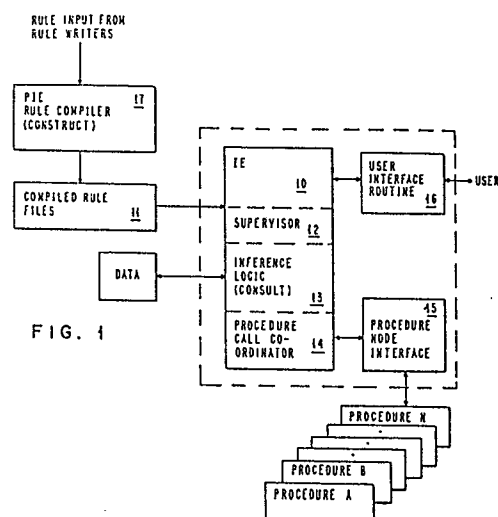 RULE INPUT FROM
RULE WRITERS
PIE 17
RULE COMPILER
(CONSTRUCT)
COMPILED RULE
FILES 11
DATA
FIG. 1
IE
10
SUPERVISOR
12
INFERENCE
LOGIC
(CONSULT)
13
PROCEDURE
CALL CO-
ORDINATOR
14
USER
INTERFACE
ROUTINE
16
USER
15
PROCEDURE
NODE
INTERFACE
PROCEDURE N
PROCEDURE B
PROCEDURE A